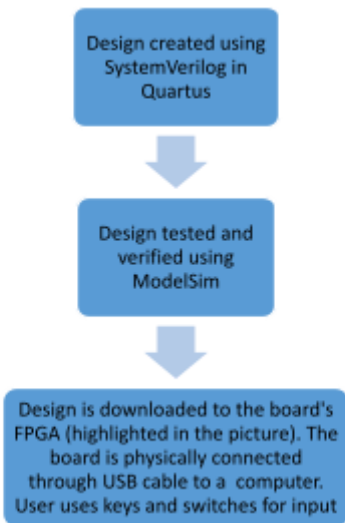 Design created using
SystemVerilog in
Quartus
Design tested and
verified using
ModelSim
Design is downloaded to the board's
FPGA (highlighted in the picture). The
board is physically connected
through USB cable to a computer.
User uses keys and switches for input